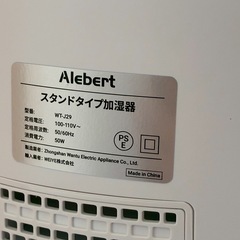 Alebert
スタンドタイプ加湿器
型番: WT-J29
定格電圧: 100-110V~
定格周波数: 50/60Hz
消費電力: 50W
製造業者: Zhongshan Wantu Electric Appliance Co., Ltd.
輸入業者: WEIYE株式会社
PS
E
Made in China